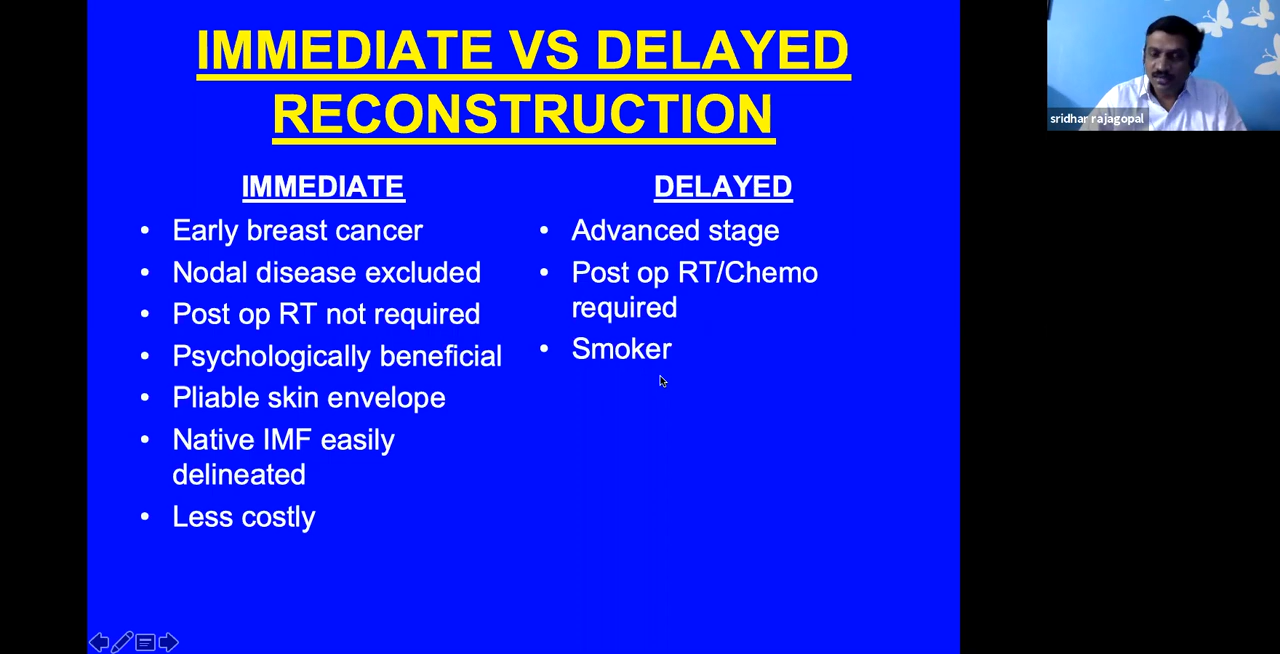 IMMEDIATE VS DELAYED
RECONSTRUCTION
IMMEDIATE
• Early breast cancer
• Nodal disease excluded
• Post op RT not required
• Psychologically beneficial
• Pliable skin envelope
• Native IMF easily
delineated
• Less costly
DELAYED
• Advanced stage
• Post op RT/Chemo
required
• Smoker
sridhar rajagopal